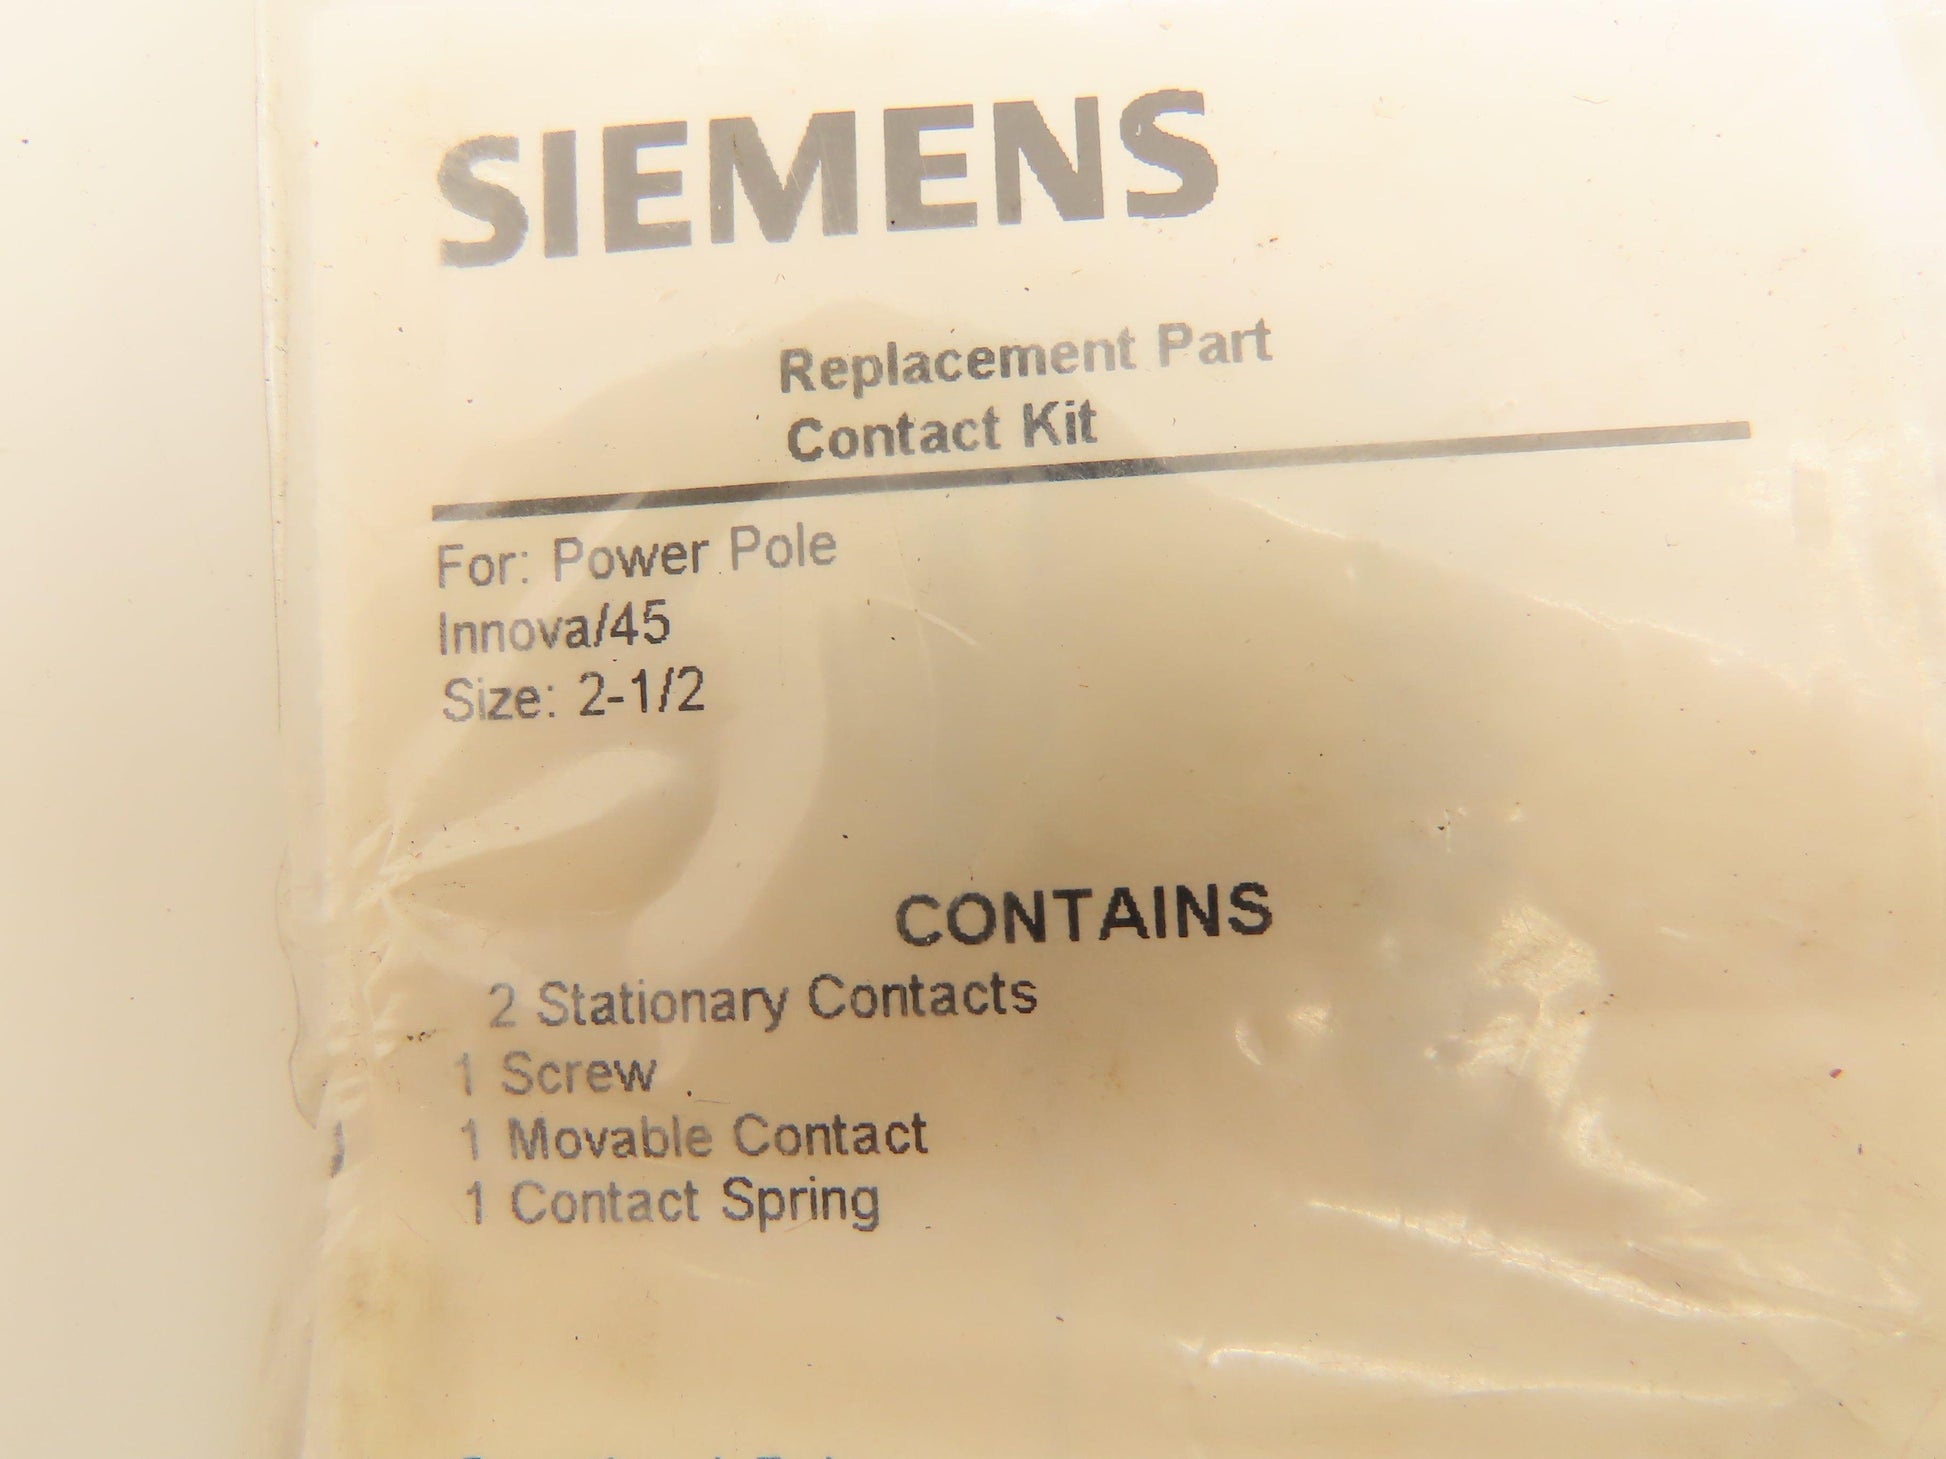 SIEMENS
Replacement Part
Contact Kit
For: Power Pole
Innova/45
Size: 2-1/2
CONTAINS
2 Stationary Contacts
1 Screw
1 Movable Contact
1 Contact Spring